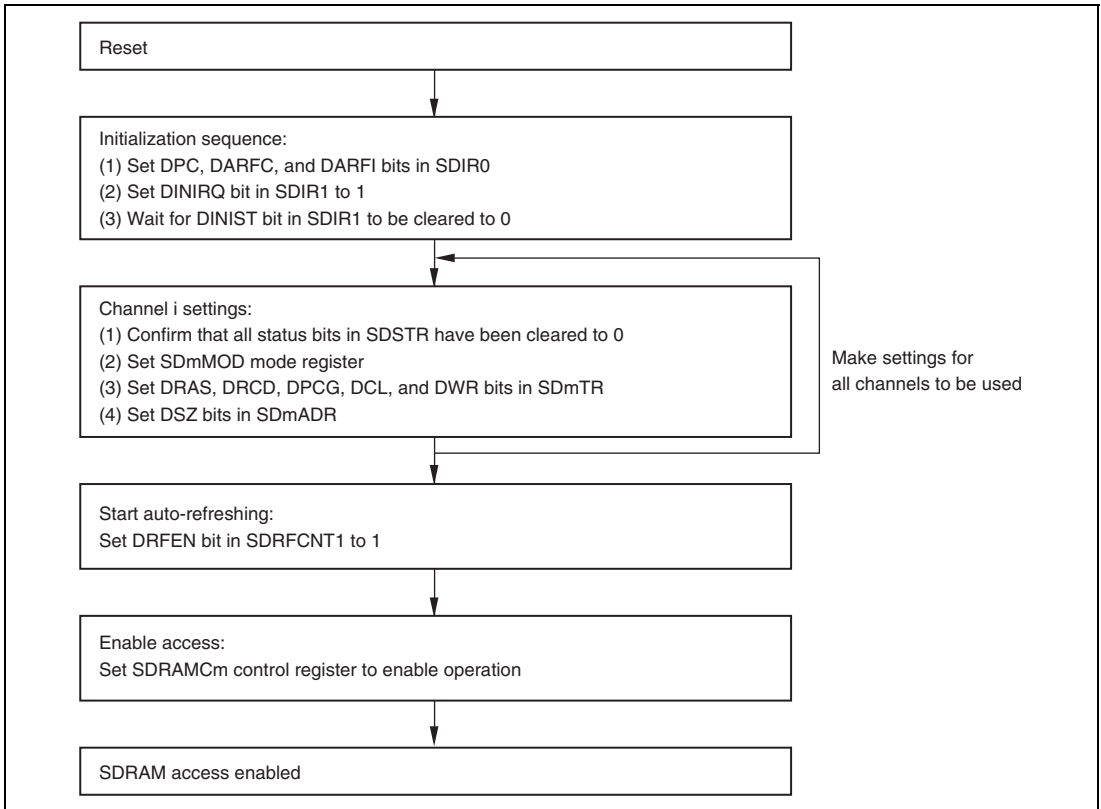 Reset
Initialization sequence:
(1) Set DPC, DARFC, and DARFI bits in SDIR0
(2) Set DINIRQ bit in SDIR1 to 1
(3) Wait for DINIST bit in SDIR1 to be cleared to 0
Channel i settings:
(1) Confirm that all status bits in SDSTR have been cleared to 0
(2) Set SDmMOD mode register
(3) Set DRAS, DRCD, DPCG, DCL, and DWR bits in SDmTR
(4) Set DSZ bits in SDmADR
Make settings for
all channels to be used
Start auto-refreshing:
Set DRFEN bit in SDRFCNT1 to 1
Enable access:
Set SDRAMCm control register to enable operation
SDRAM access enabled